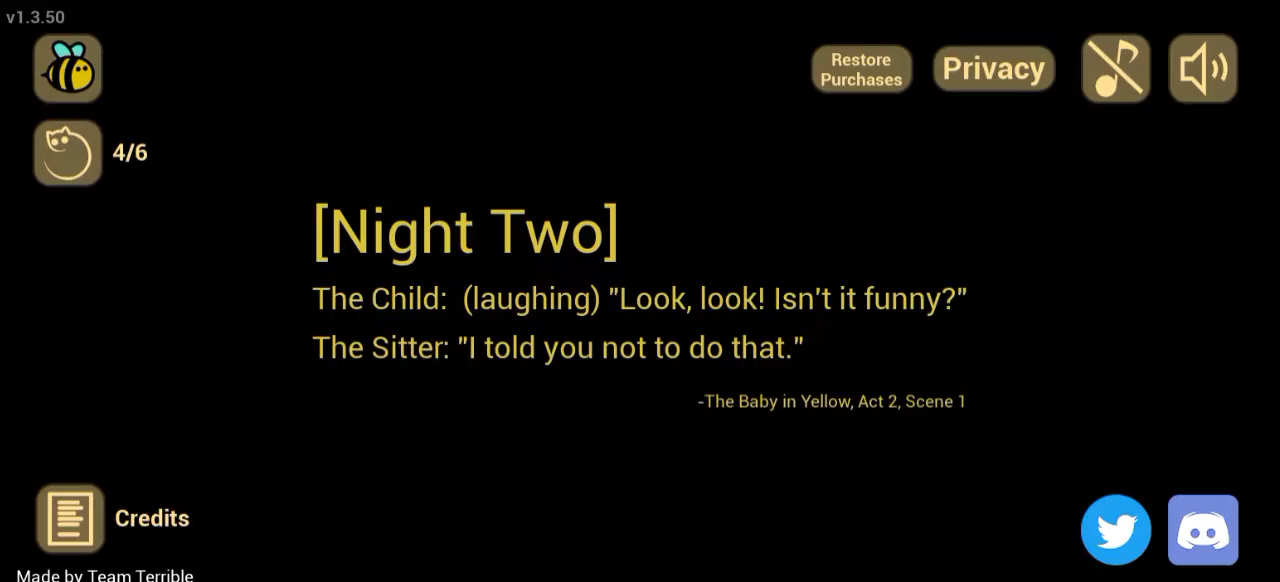 v1.3.50
Restore
Purchases
Privacy
4/6
[Night Two]
The Child:  (laughing) "Look, look! Isn't it funny?"
The Sitter: "I told you not to do that."
-The Baby in Yellow, Act 2, Scene 1
Credits
Made by Team Terrible